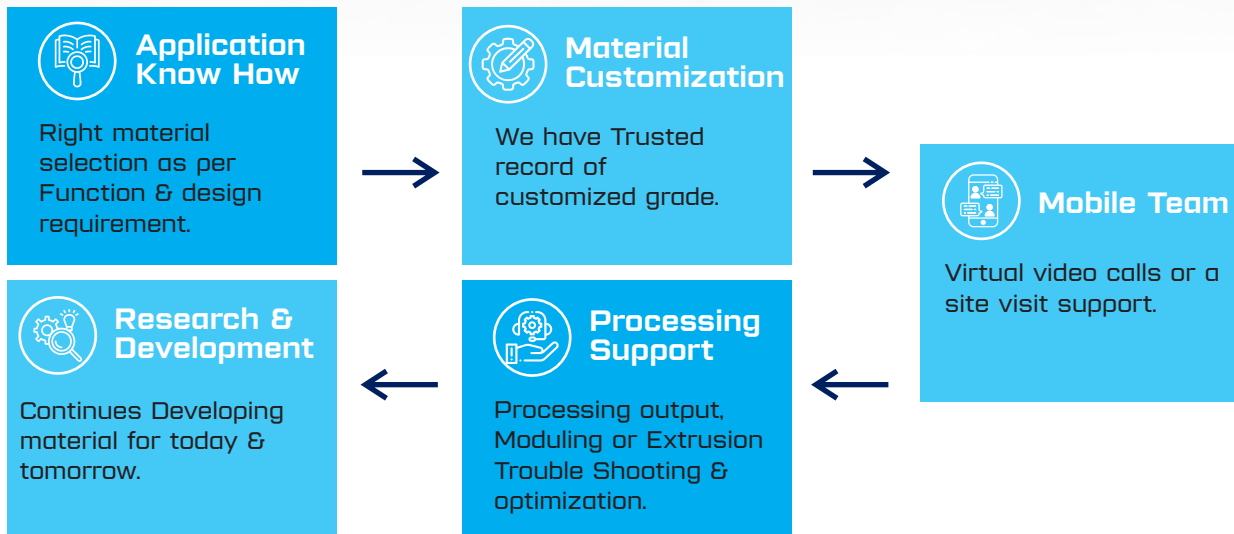 Application
Know How
Right material
selection as per
Function & design
requirement.
Material
Customization
We have Trusted
record of
customized grade.
Mobile Team
Virtual video calls or a
site visit support.
Processing
Support
Processing output,
Moduling or Extrusion
Trouble Shooting &
optimization.
Research &
Development
Continues Developing
material for today &
tomorrow.